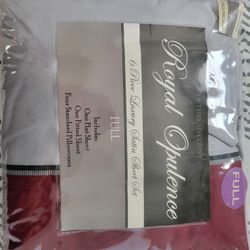 Royal Opulence
6 Piece Luxury Satin Sheet Set
FULL
Includes:
One Flat Sheet
One Fitted Sheet
Four Standard Pillowcases
FULL